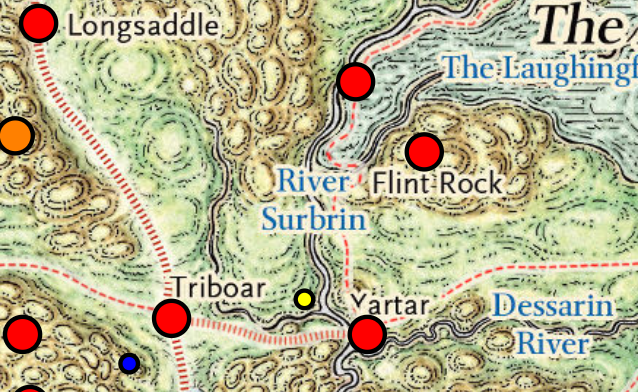 Longsaddle
The
The Laughingf
River
Surbrin
Flint Rock
Triboar
Yartar
Dessarin
River